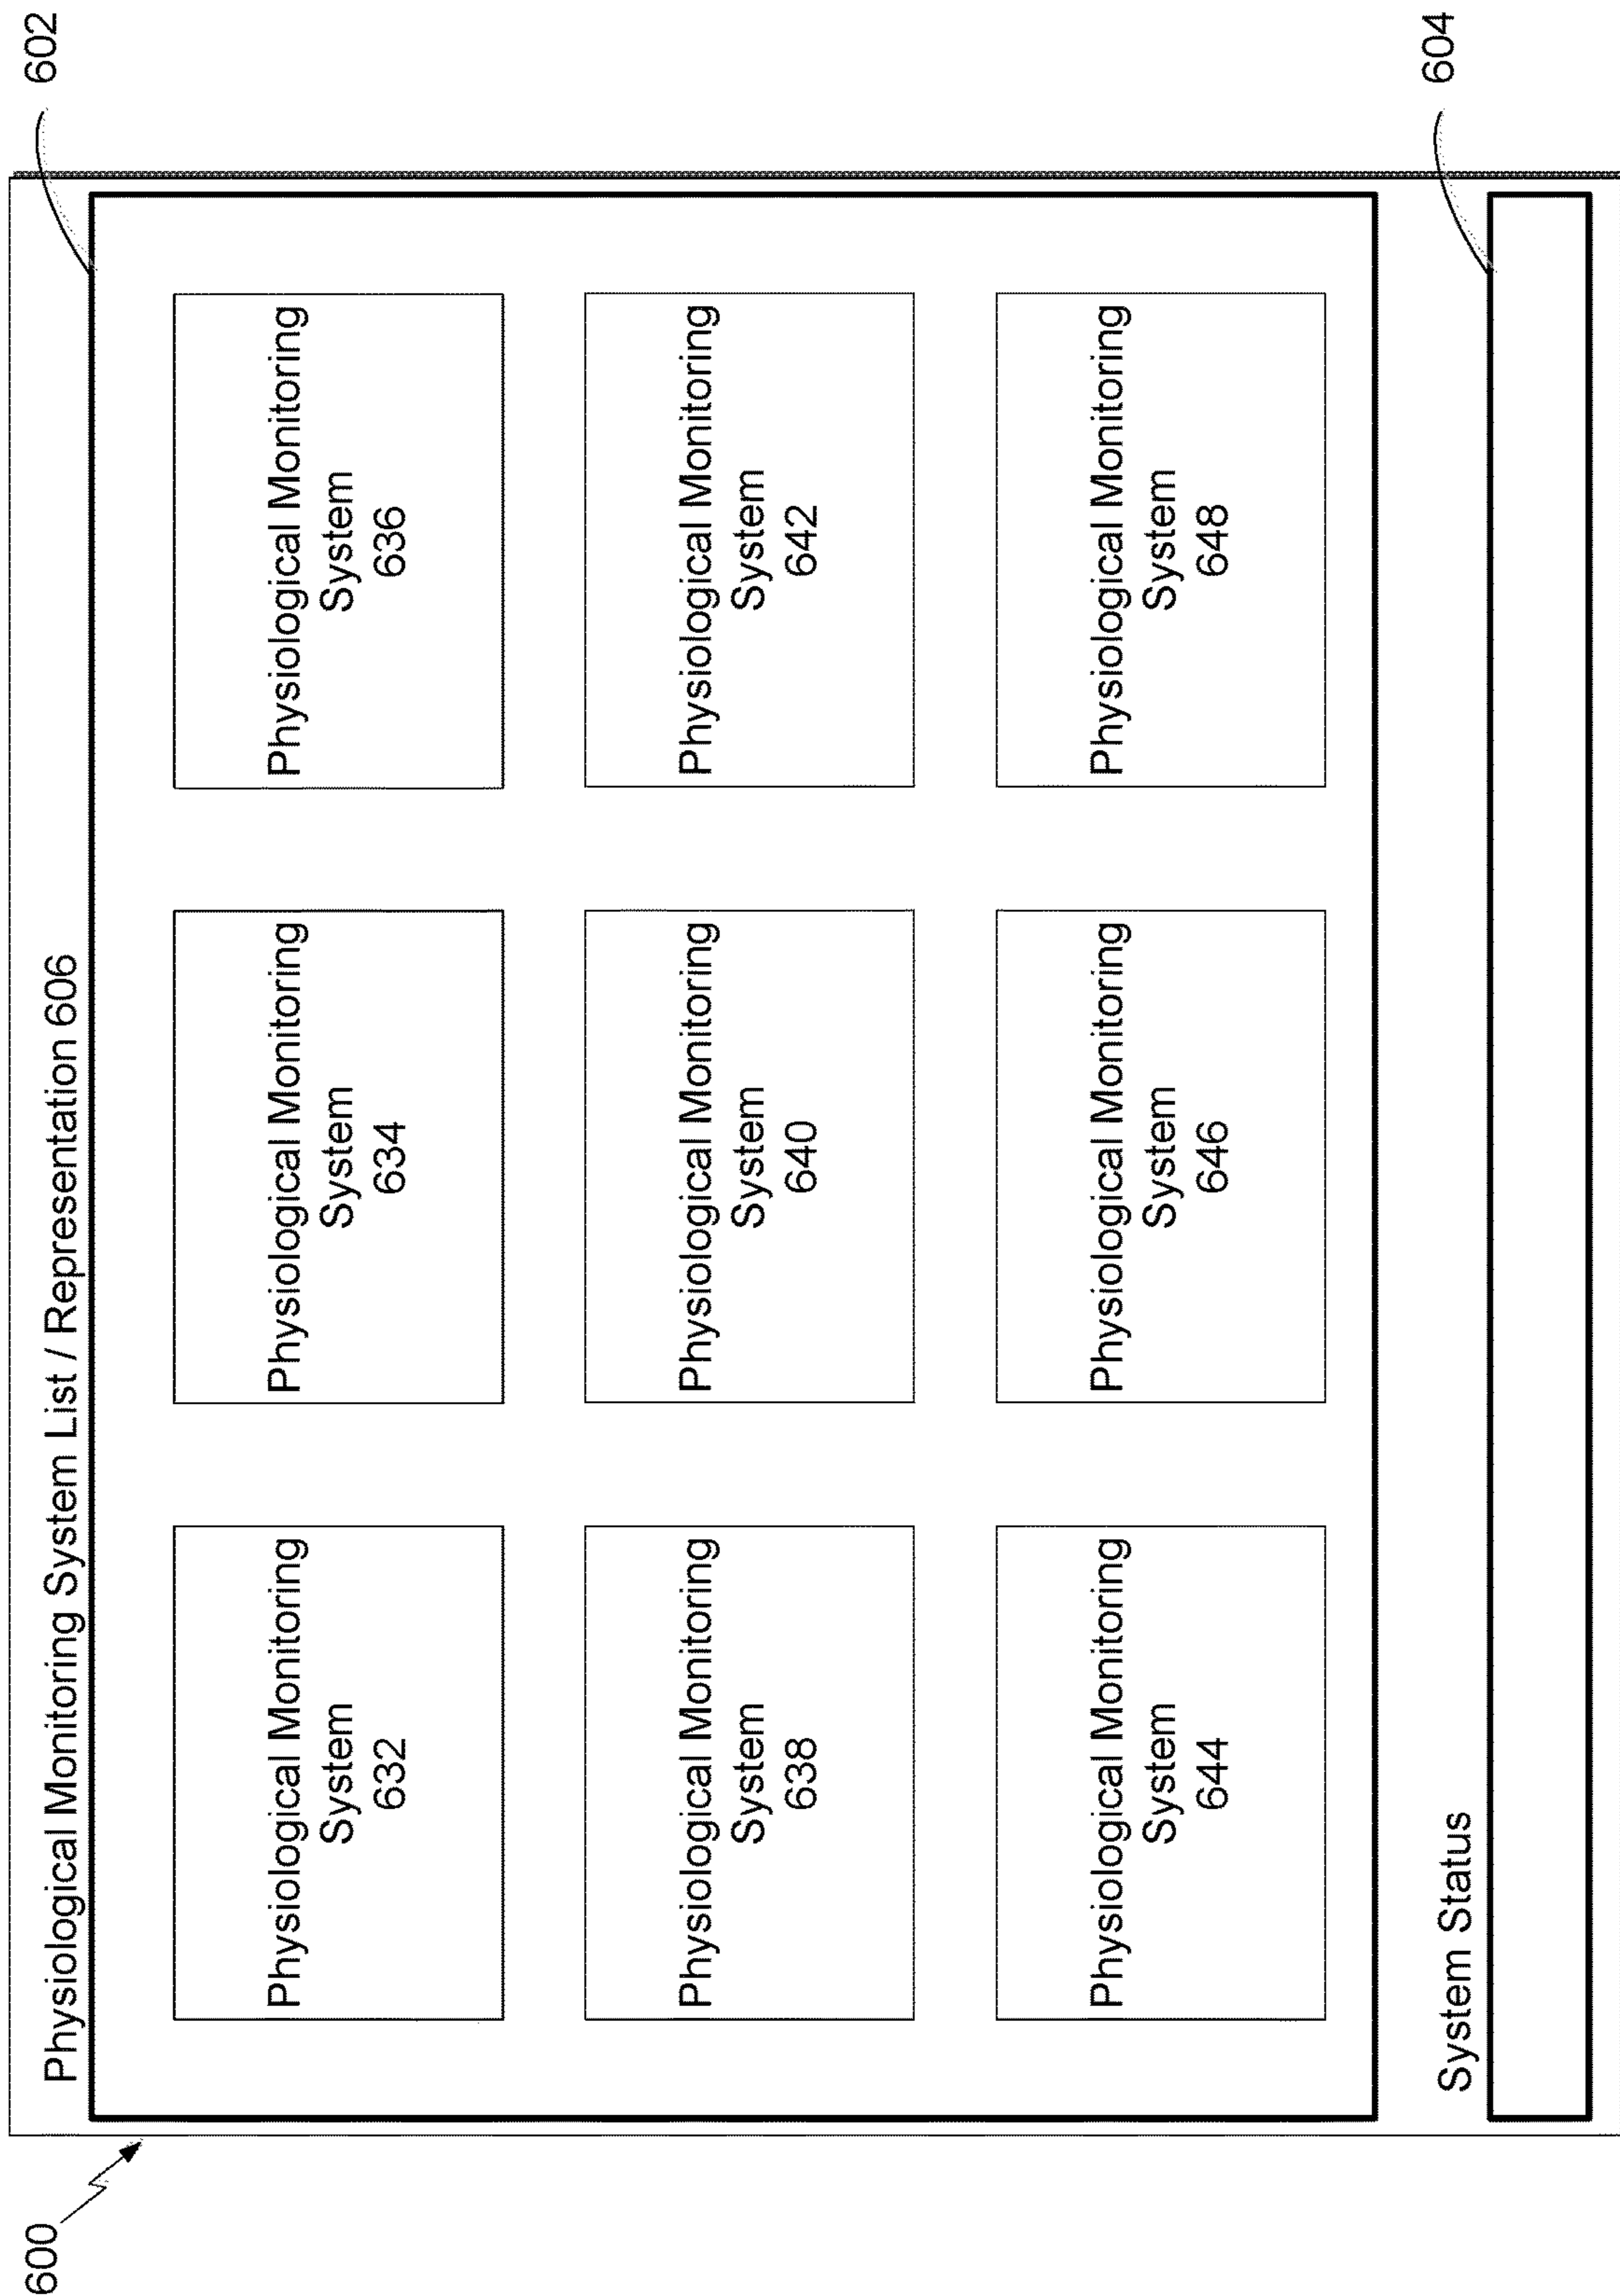 600
Physiological Monitoring System List / Representation 606
602
Physiological Monitoring
System
632
Physiological Monitoring
System
634
Physiological Monitoring
System
636
Physiological Monitoring
System
638
Physiological Monitoring
System
640
Physiological Monitoring
System
642
Physiological Monitoring
System
644
Physiological Monitoring
System
646
Physiological Monitoring
System
648
System Status
604